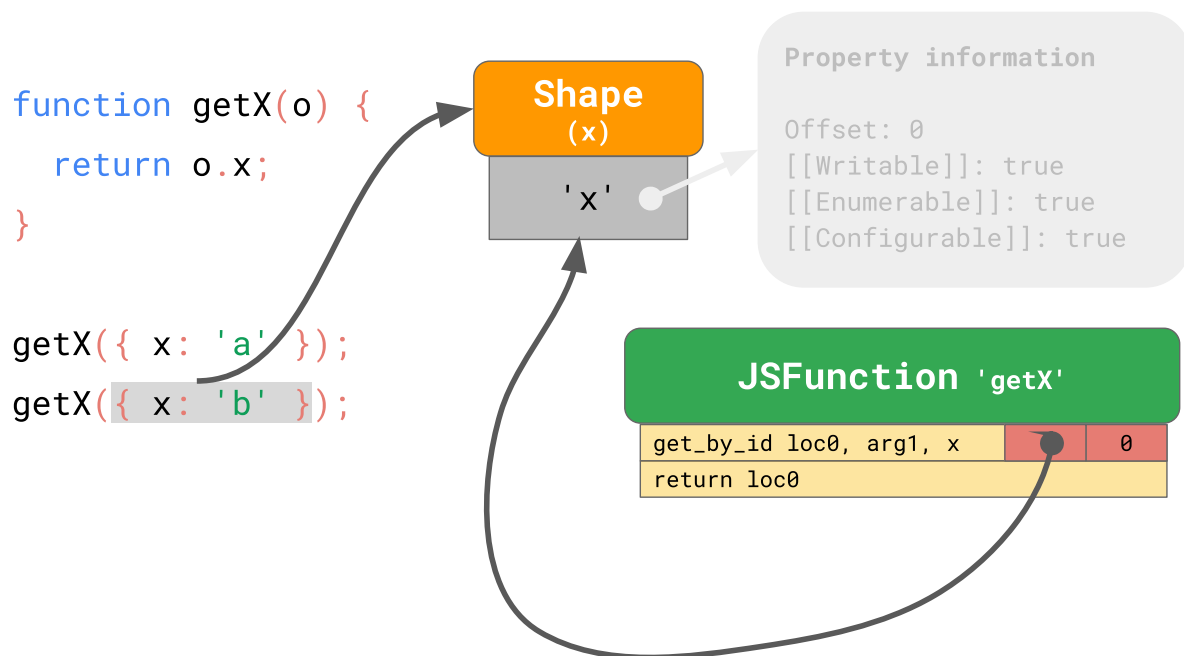 function getX(o) {
  return o.x;
}
getX({ x: 'a' });
getX({ x: 'b' });
Shape
(x)
'x'
Property information
Offset: 0
[[Writable]]: true
[[Enumerable]]: true
[[Configurable]]: true
JSFunction 'getX'
get_by_id loc0, arg1, x 0
return loc0